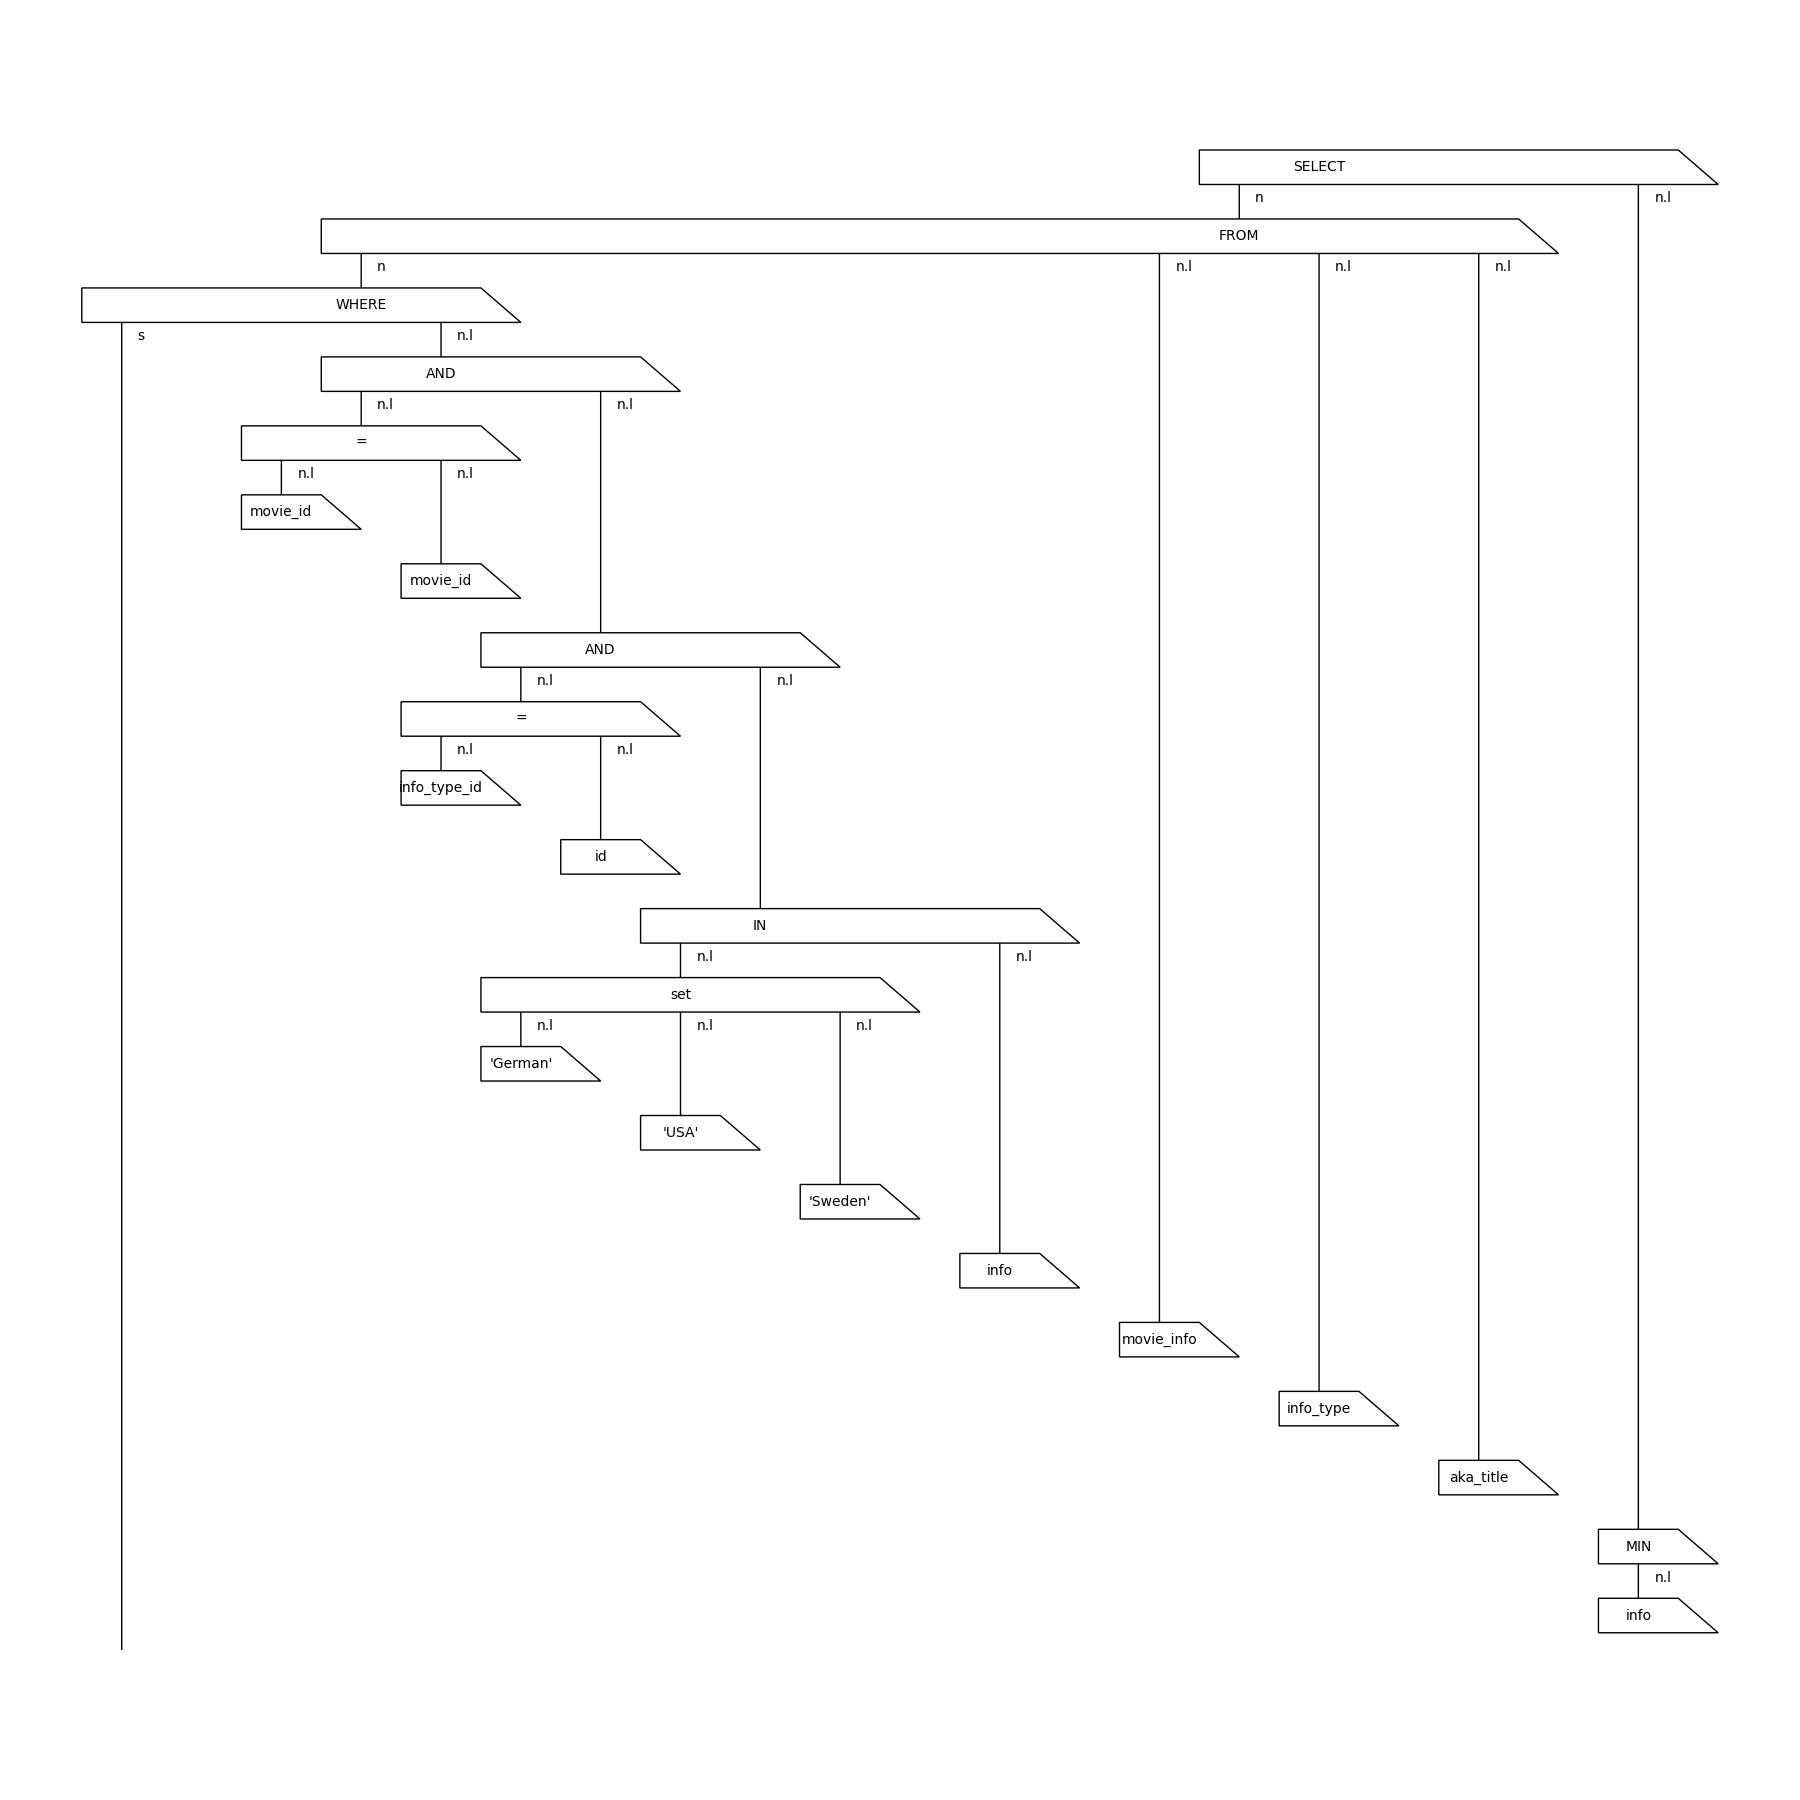 SELECT
n n.l
FROM
n n.l n.l n.l
WHERE
s n.l
AND
n.l n.l
=
n.l n.l
movie_id
movie_id
AND
n.l n.l
=
n.l n.l
info_type_id
id
IN
n.l n.l
set
n.l n.l n.l
'German'
'USA'
'Sweden'
info
movie_info
info_type
aka_title
MIN
n.l
info